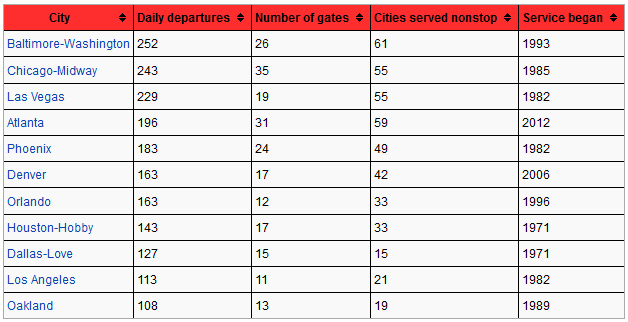 City Daily departures Number of gates Cities served nonstop Service began
Baltimore-Washington 252 26 61 1993
Chicago-Midway 243 35 55 1985
Las Vegas 229 19 55 1982
Atlanta 196 31 59 2012
Phoenix 183 24 49 1982
Denver 163 17 42 2006
Orlando 163 12 33 1996
Houston-Hobby 143 17 33 1971
Dallas-Love 127 15 15 1971
Los Angeles 113 11 21 1982
Oakland 108 13 19 1989